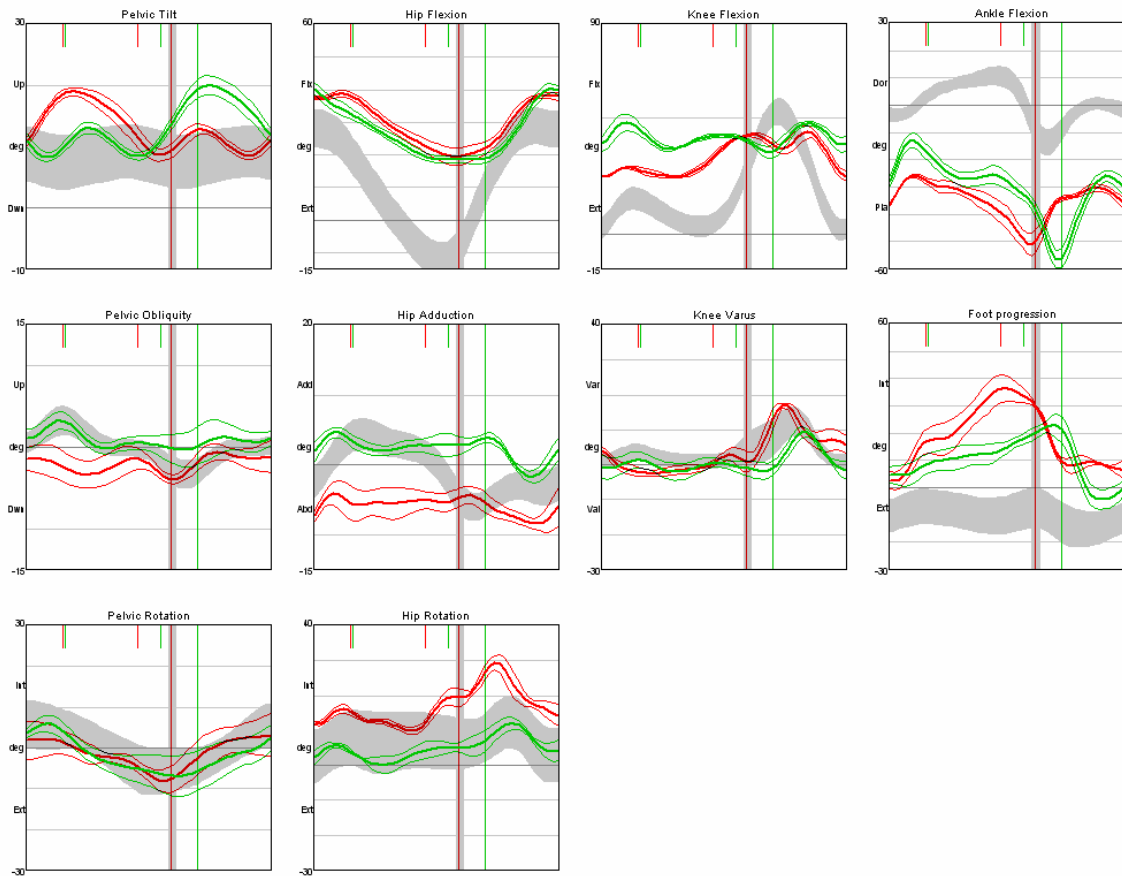 Pelvic Tilt
30
Up
deg
Dwn
-10
Hip Flexion
60
Flx
deg
Ext
-15
Knee Flexion
90
Flx
deg
Ext
-15
Ankle Flexion
30
Dor
deg
Pla
-60
Pelvic Obliquity
15
Up
deg
Dwn
-15
Hip Adduction
20
Add
deg
Abd
-20
Knee Varus
40
Var
deg
Val
-30
Foot progression
60
Int
deg
Ext
-30
Pelvic Rotation
30
Int
deg
Ext
-30
Hip Rotation
40
Int
deg
Ext
-30